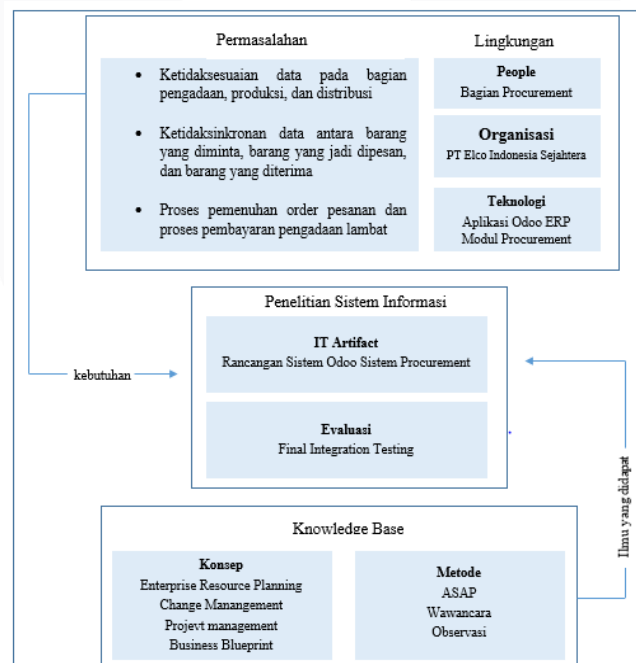 Permasalahan
• Ketidaksesuaian data pada bagian
pengadaan, produksi, dan distribusi
• Ketidaksinkronan data antara barang
yang diminta, barang yang jadi dipesan,
dan barang yang diterima
• Proses pemenuhan order pesanan dan
proses pembayaran pengadaan lambat
Lingkungan
People
Bagian Procurement
Organisasi
PT Elco Indonesia Sejahtera
Teknologi
Aplikasi Odoo ERP
Modul Procurement
Penelitian Sistem Informasi
IT Artifact
Rancangan Sistem Odoo Sistem Procurement
Evaluasi
Final Integration Testing
kebutuhan
Ilmu yang didapat
Knowledge Base
Konsep
Enterprise Resource Planning
Change Manangement
Projevt management
Business Blueprint
Metode
ASAP
Wawancara
Observasi